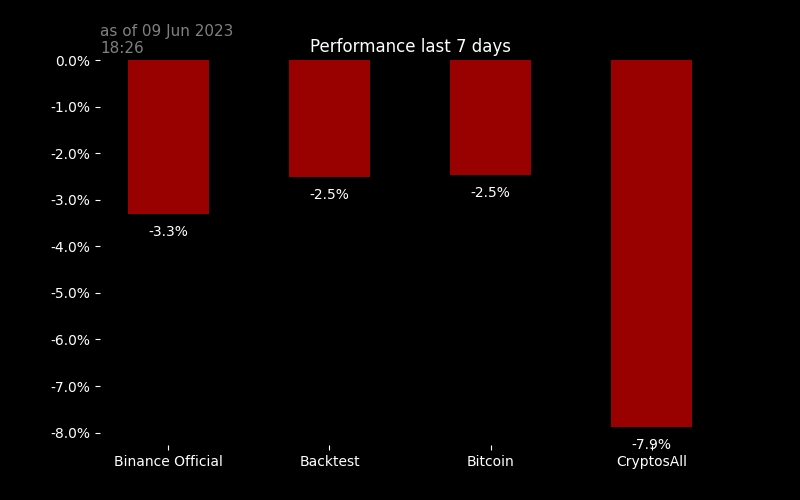 as of 09 Jun 2023
18:26
Performance last 7 days
0.0%
-1.0%
-2.0%
-3.0%
-4.0%
-5.0%
-6.0%
-7.0%
-8.0%
-3.3%
-2.5%
-2.5%
-7.9%
Binance Official
Backtest
Bitcoin
CryptosAll